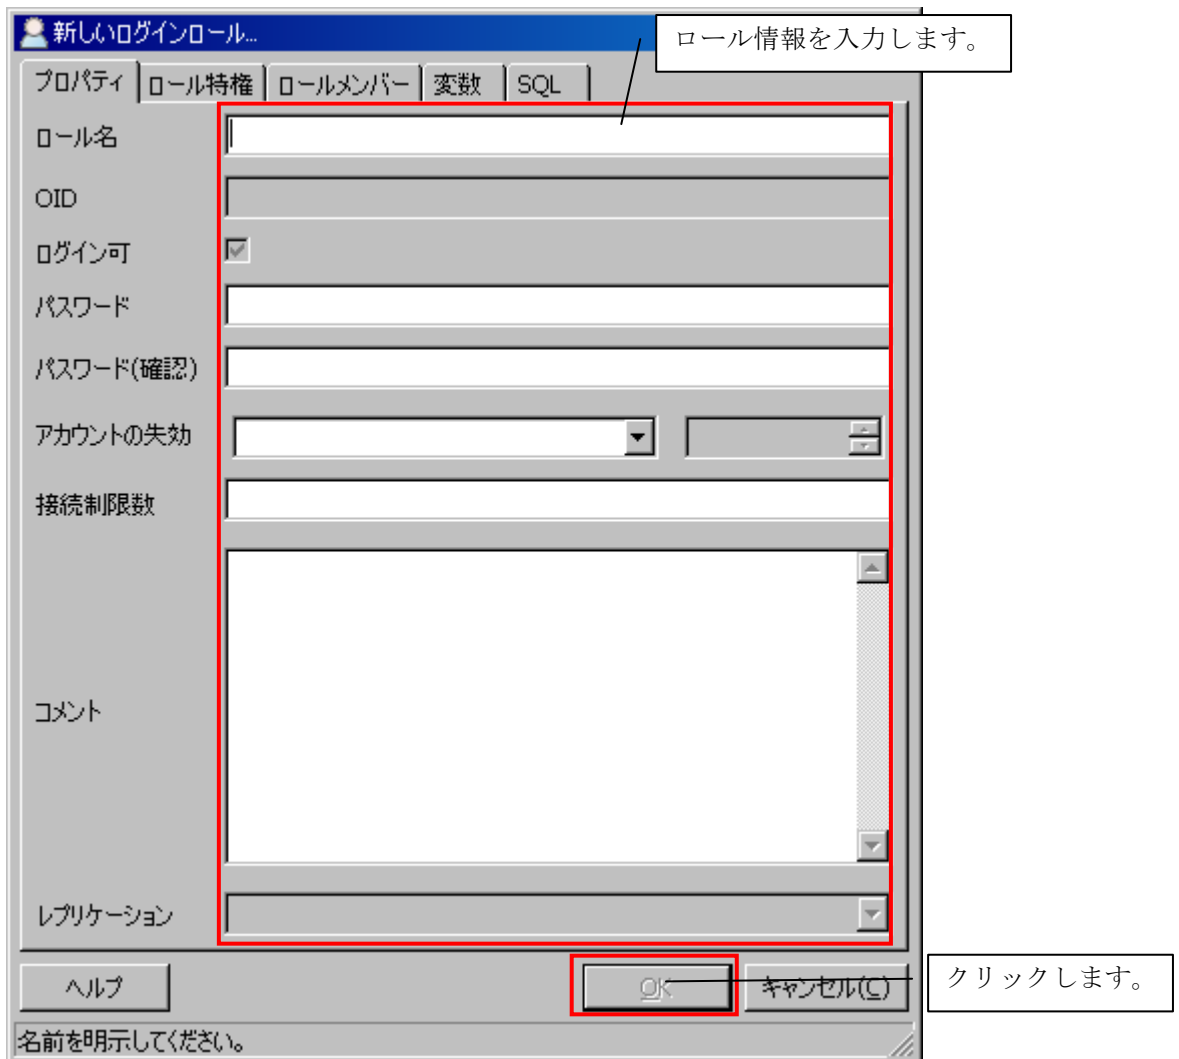 新しいログインロール...
ロール情報を入力します。
プロパティ ロール特権 ロールメンバー 変数 SQL
ロール名
OID
ログイン可
パスワード
パスワード(確認)
アカウントの失効
接続制限数
コメント
レプリケーション
ヘルプ OK キャンセル(C)
クリックします。
名前を明示してください。